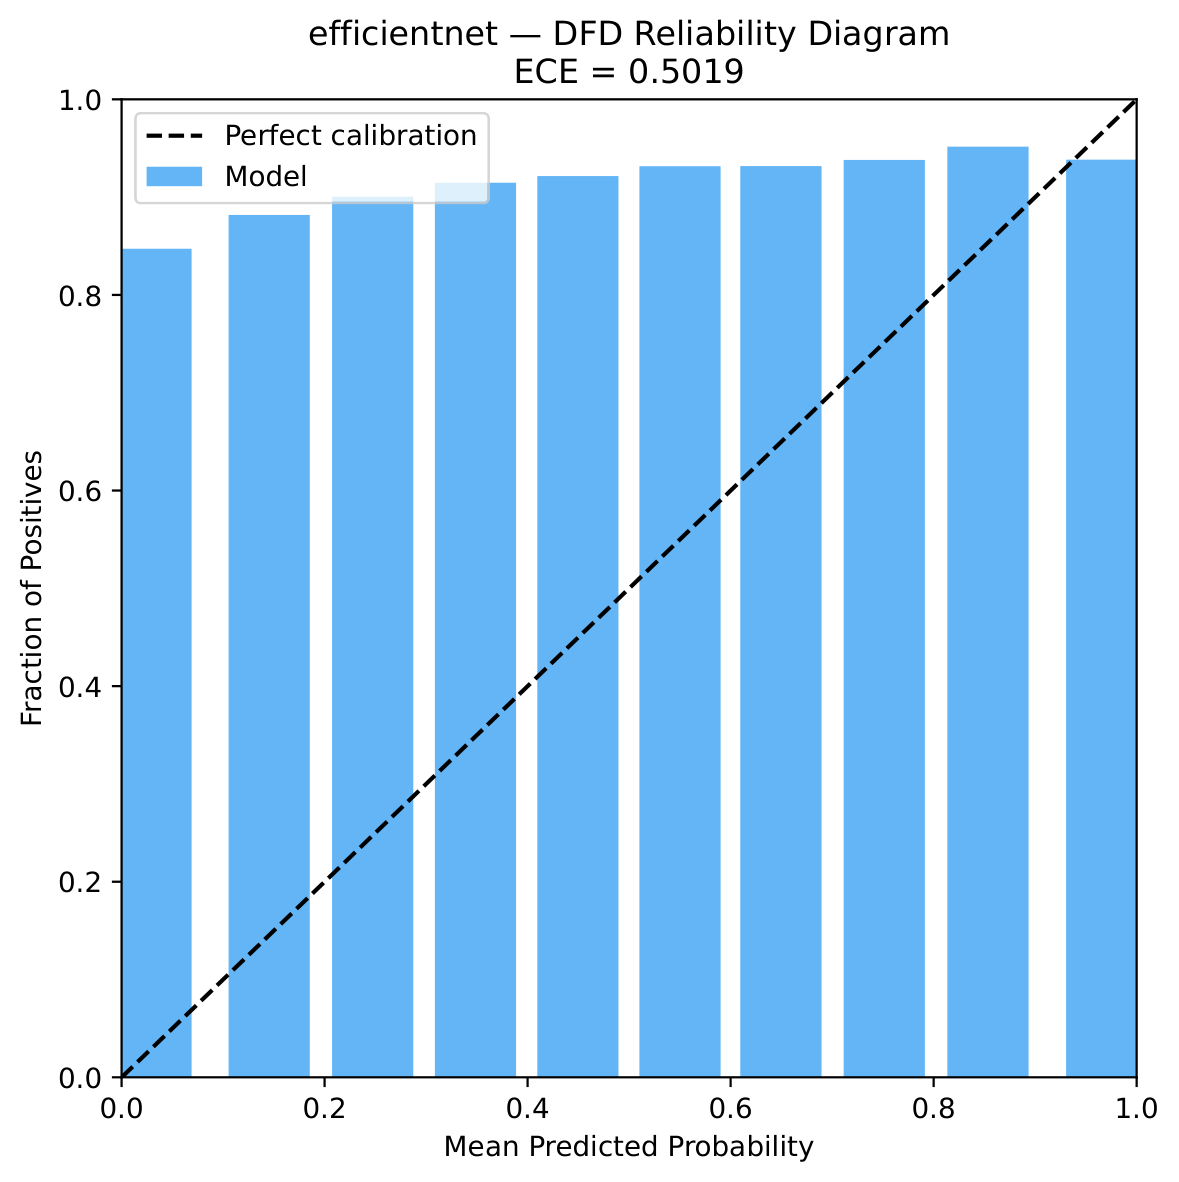 efficientnet — DFD Reliability Diagram
ECE = 0.5019
Perfect calibration
Model
1.0
0.8
0.6
0.4
0.2
0.0
Fraction of Positives
0.0 0.2 0.4 0.6 0.8 1.0
Mean Predicted Probability